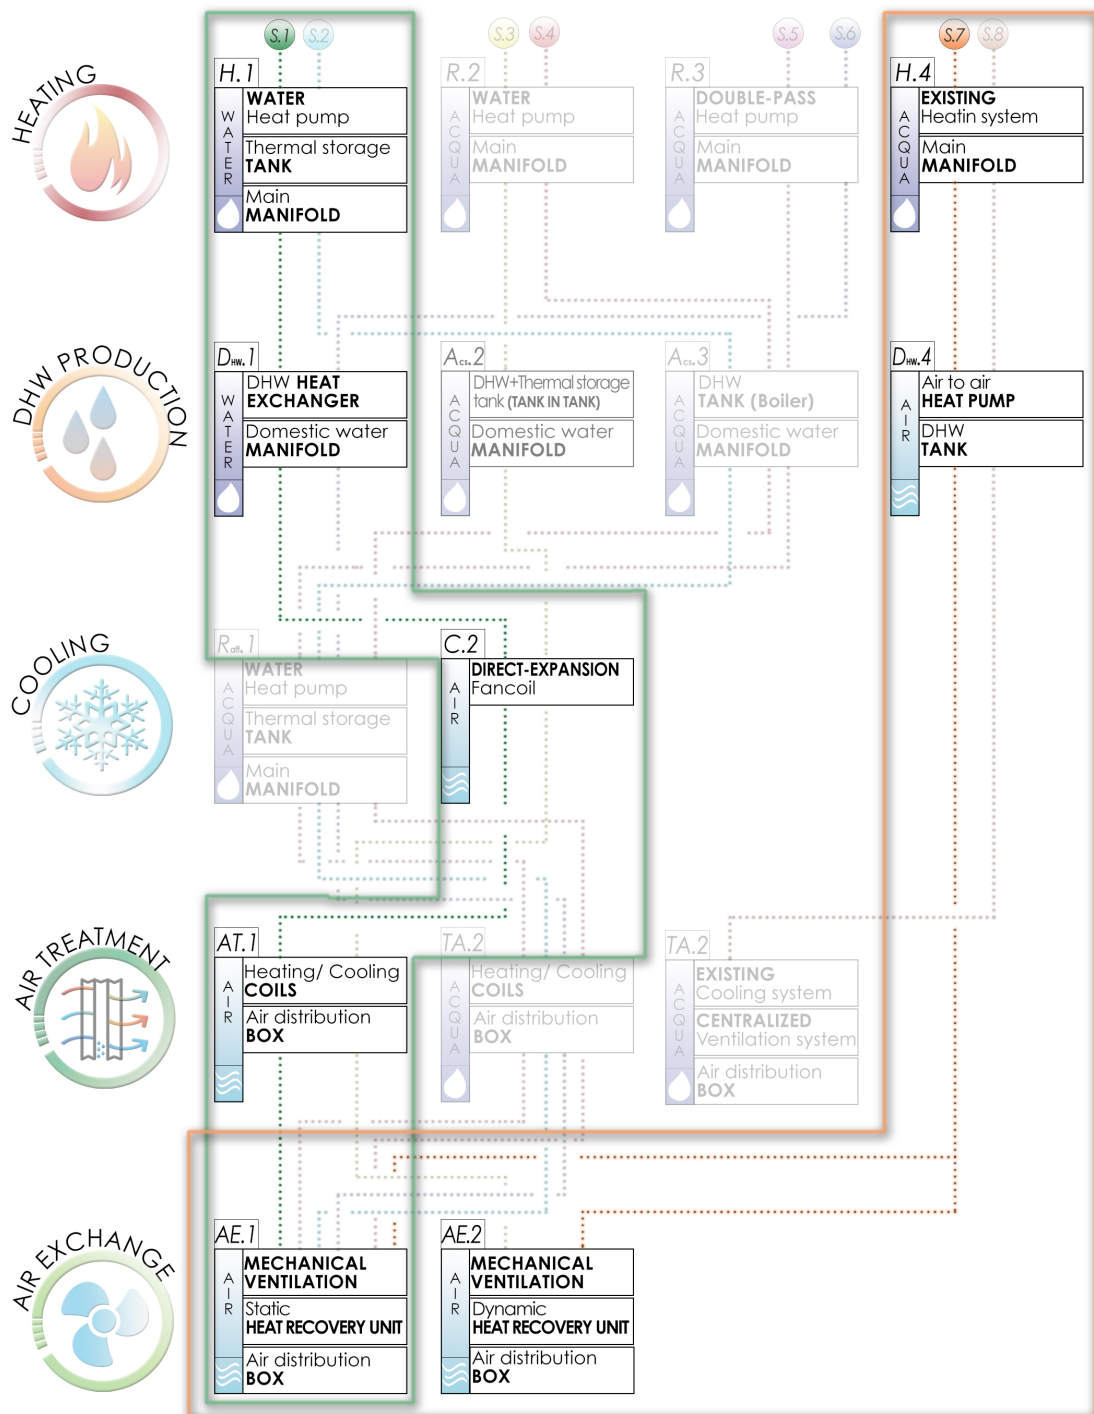 S.1
S.2
S.3
S.4
S.5
S.6
S.7
S.8
HEATING
H.1
WATER
WATER
Heat pump
Thermal storage
TANK
Main
MANIFOLD
R.2
ACQUA
WATER
Heat pump
Main
MANIFOLD
R.3
ACQUA
DOUBLE-PASS
Heat pump
Main
MANIFOLD
H.4
ACQUA
EXISTING
Heatin system
Main
MANIFOLD
DHW PRODUCTION
DHW.1
WATER
DHW HEAT
EXCHANGER
Domestic water
MANIFOLD
Acs.2
ACQUA
DHW+Thermal storage
tank (TANK IN TANK)
Domestic water
MANIFOLD
Acs.3
ACQUA
DHW
TANK (Boiler)
Domestic water
MANIFOLD
DHW.4
AIR
Air to air
HEAT PUMP
DHW
TANK
COOLING
Raff.1
ACQUA
WATER
Heat pump
Thermal storage
TANK
Main
MANIFOLD
C.2
AIR
DIRECT-EXPANSION
Fancoil
AIR TREATMENT
AT.1
AIR
Heating/ Cooling
COILS
Air distribution
BOX
TA.2
ACQUA
Heating/ Cooling
COILS
Air distribution
BOX
TA.2
ACQUA
EXISTING
Cooling system
CENTRALIZED
Ventilation system
Air distribution
BOX
AIR EXCHANGE
AE.1
AIR
MECHANICAL
VENTILATION
Static
HEAT RECOVERY UNIT
Air distribution
BOX
AE.2
AIR
MECHANICAL
VENTILATION
Dynamic
HEAT RECOVERY UNIT
Air distribution
BOX